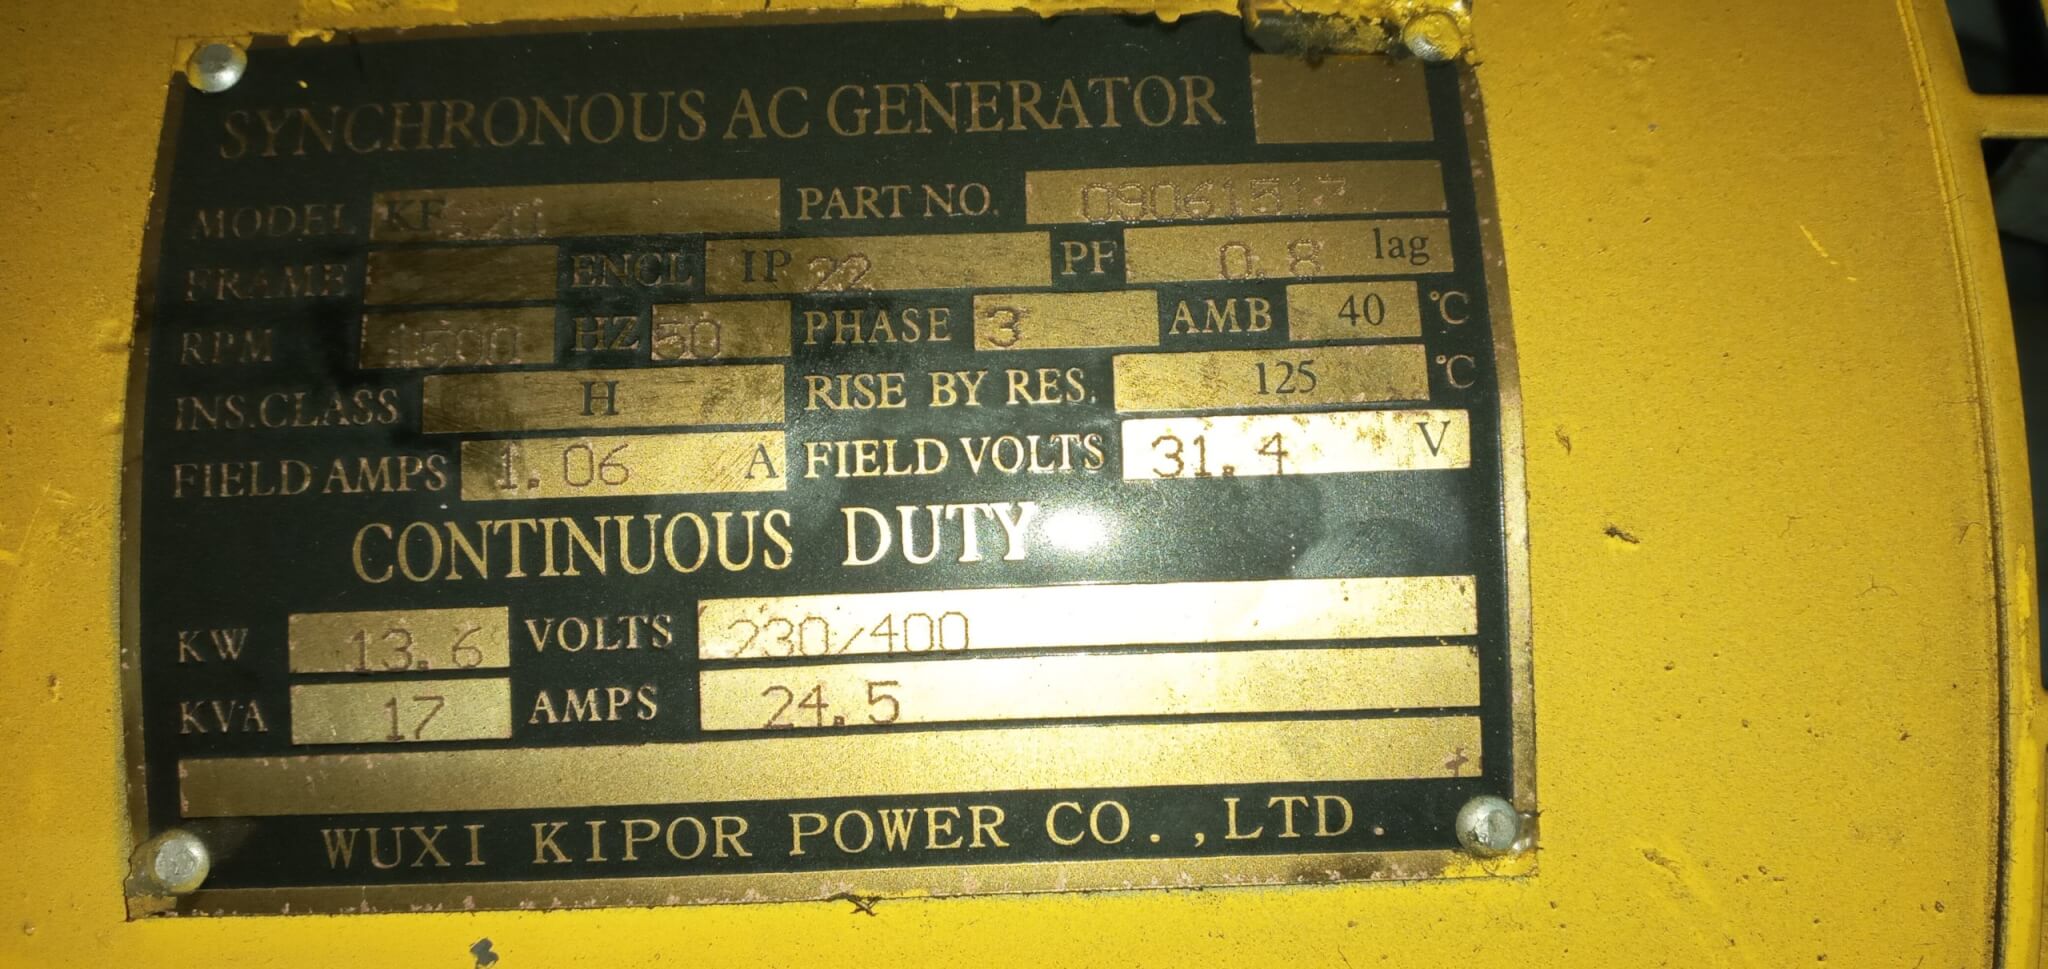 SYNCHRONOUS AC GENERATOR
MODEL PART NO. 09061517
FRAME ENCL IP 22 PF 0.8 lag
RPM 1500 HZ 50 PHASE 3 AMB 40 °C
INS.CLASS H RISE BY RES. 125 °C
FIELD AMPS 1.06 A FIELD VOLTS 31.4 V
CONTINUOUS DUTY
KW 13.6 VOLTS 230/400
KVA 17 AMPS 24.5
WUXI KIPOR POWER CO.,LTD.